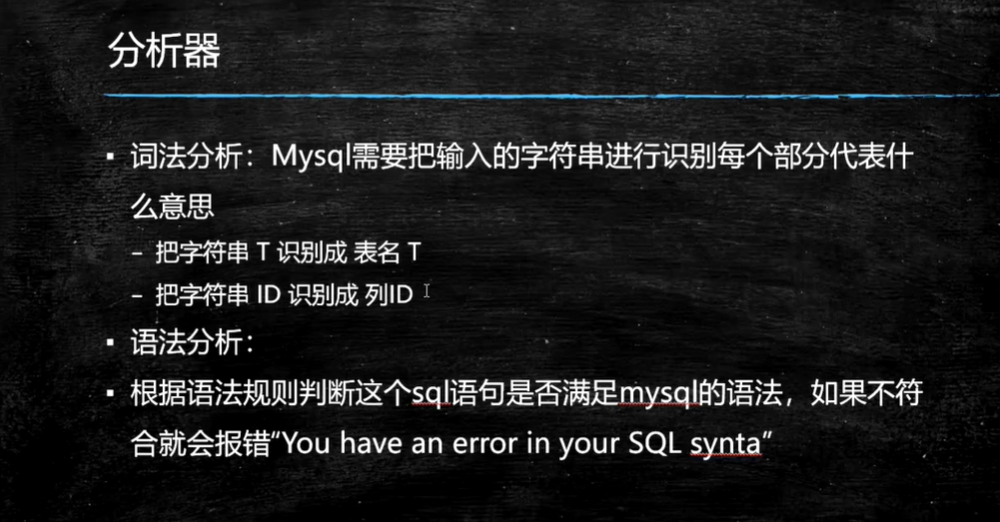 分析器
▪ 词法分析：Mysql需要把输入的字符串进行识别每个部分代表什
么意思
– 把字符串 T 识别成 表名 T
– 把字符串 ID 识别成 列ID
▪ 语法分析：
▪ 根据语法规则判断这个sql语句是否满足mysql的语法，如果不符
合就会报错“You have an error in your SQL synta”